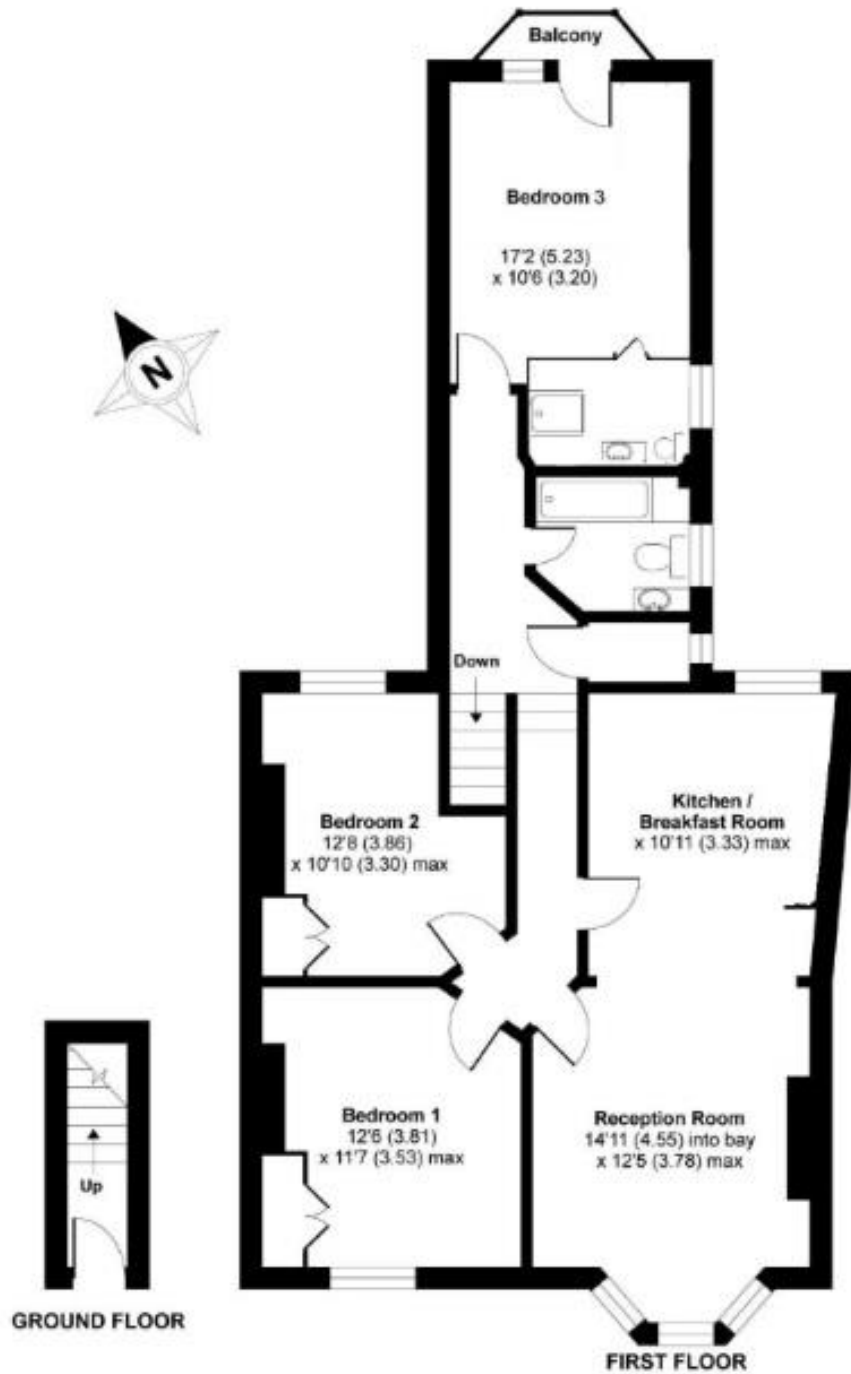 Balcony
Bedroom 3
17'2 (5.23)
x 10'6 (3.20)
N
Down
Kitchen /
Breakfast Room
x 10'11 (3.33) max
Bedroom 2
12'8 (3.86)
x 10'10 (3.30) max
Bedroom 1
12'6 (3.81)
x 11'7 (3.53) max
Reception Room
14'11 (4.55) into bay
x 12'5 (3.78) max
Up
GROUND FLOOR
FIRST FLOOR